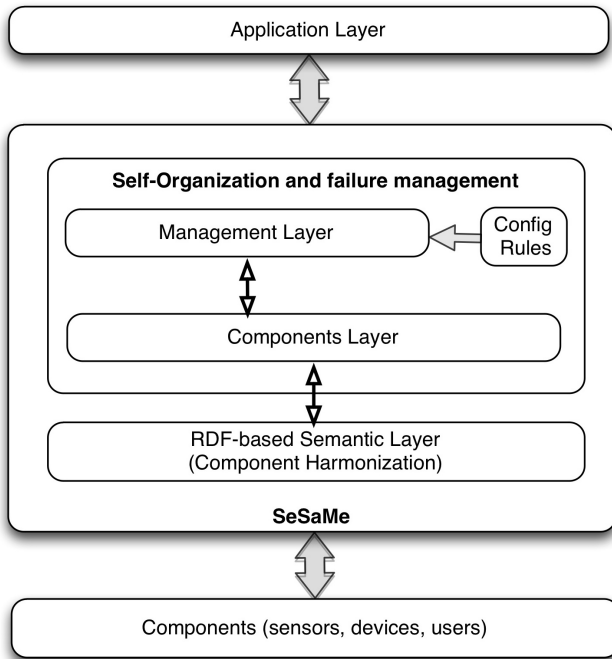 Application Layer
Self-Organization and failure management
Management Layer
Config
Rules
Components Layer
RDF-based Semantic Layer
(Component Harmonization)
SeSaMe
Components (sensors, devices, users)